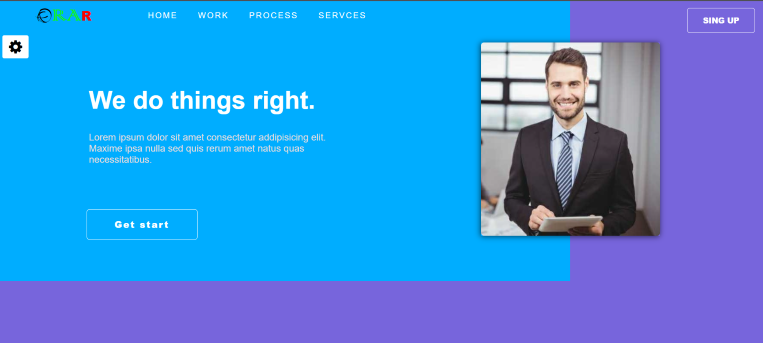 ORAr
HOME WORK PROCESS SERVCES
SING UP
We do things right.
Lorem ipsum dolor sit amet consectetur addipisicing elit.
Maxime ipsa nulla sed quis rerum amet natus quas
necessitatibus.
Get start